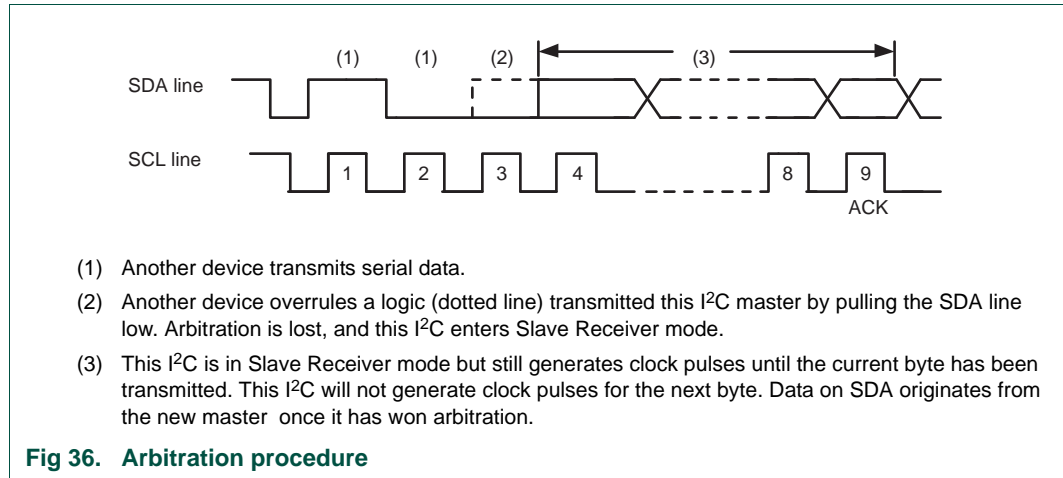 (1) (1) (2) (3)
SDA line
SCL line
1 2 3 4 8 9
ACK
(1) Another device transmits serial data.
(2) Another device overrules a logic (dotted line) transmitted this I2C master by pulling the SDA line
low. Arbitration is lost, and this I2C enters Slave Receiver mode.
(3) This I2C is in Slave Receiver mode but still generates clock pulses until the current byte has been
transmitted. This I2C will not generate clock pulses for the next byte. Data on SDA originates from
the new master once it has won arbitration.
Fig 36. Arbitration procedure